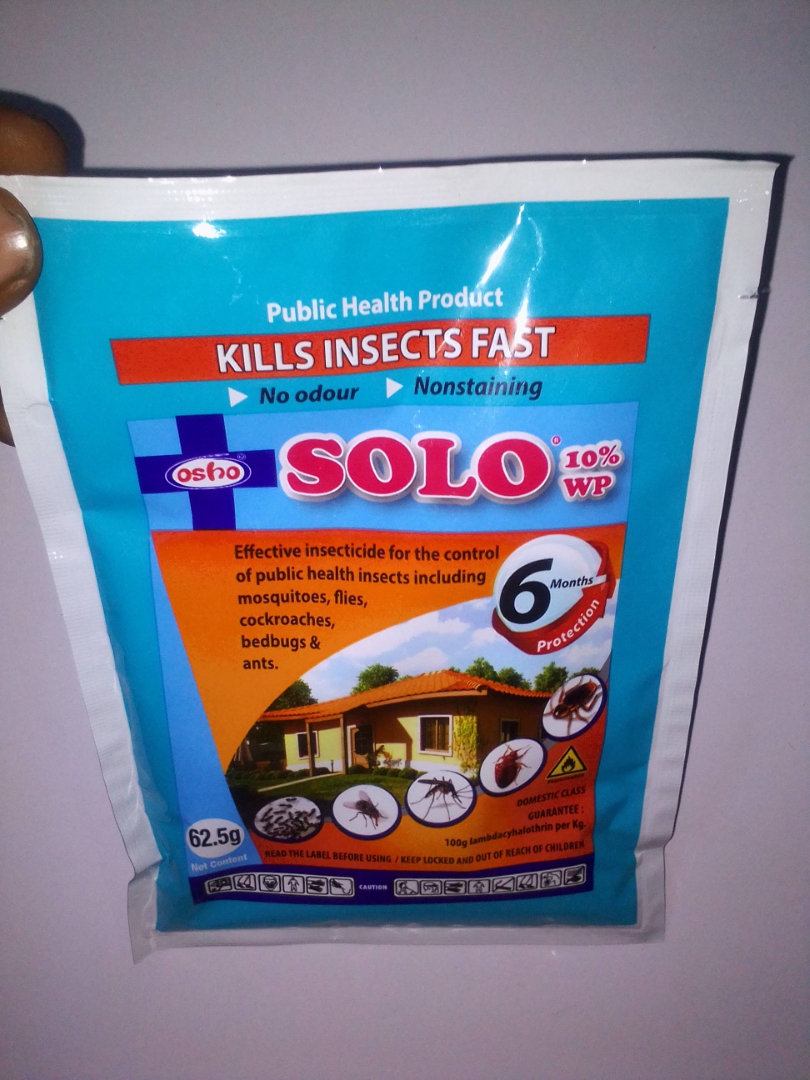 Public Health Product
KILLS INSECTS FAST
No odour Nonstaining
osho SOLO® 10% WP
Effective insecticide for the control
of public health insects including
mosquitoes, flies,
cockroaches,
bedbugs &
ants.
6 Months
Protection
DOMESTIC CLASS
GUARANTEE :
100g lambdacyhalothrin per Kg.
62.5g
Net Content
READ THE LABEL BEFORE USING / KEEP LOCKED AND OUT OF REACH OF CHILDREN
CAUTION